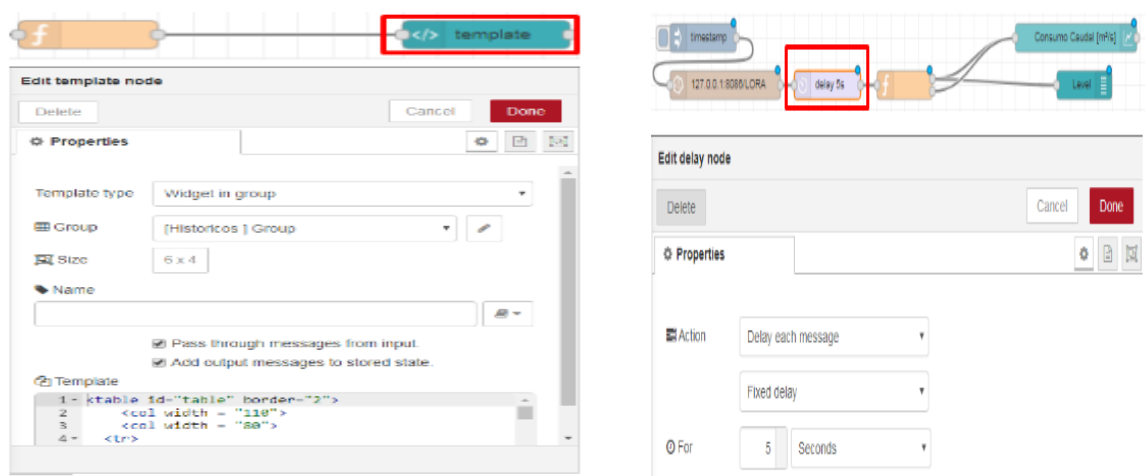 f
</> template
Edit template node
Delete
Cancel
Done
Properties
Template type
Widget in group
Group
[Historicos ] Group
Size
6 x 4
Name
Pass through messages from input.
Add output messages to stored state.
Template
1 <table id="table" border="2">
2 <col width = "110">
3 <col width = "80">
4 <tr>
timestamp
127.0.0.1:8086/LORA
delay 5s
f
Consumo Caudal [m³/s]
Level
Edit delay node
Delete
Cancel
Done
Properties
Action
Delay each message
Fixed delay
For
5
Seconds